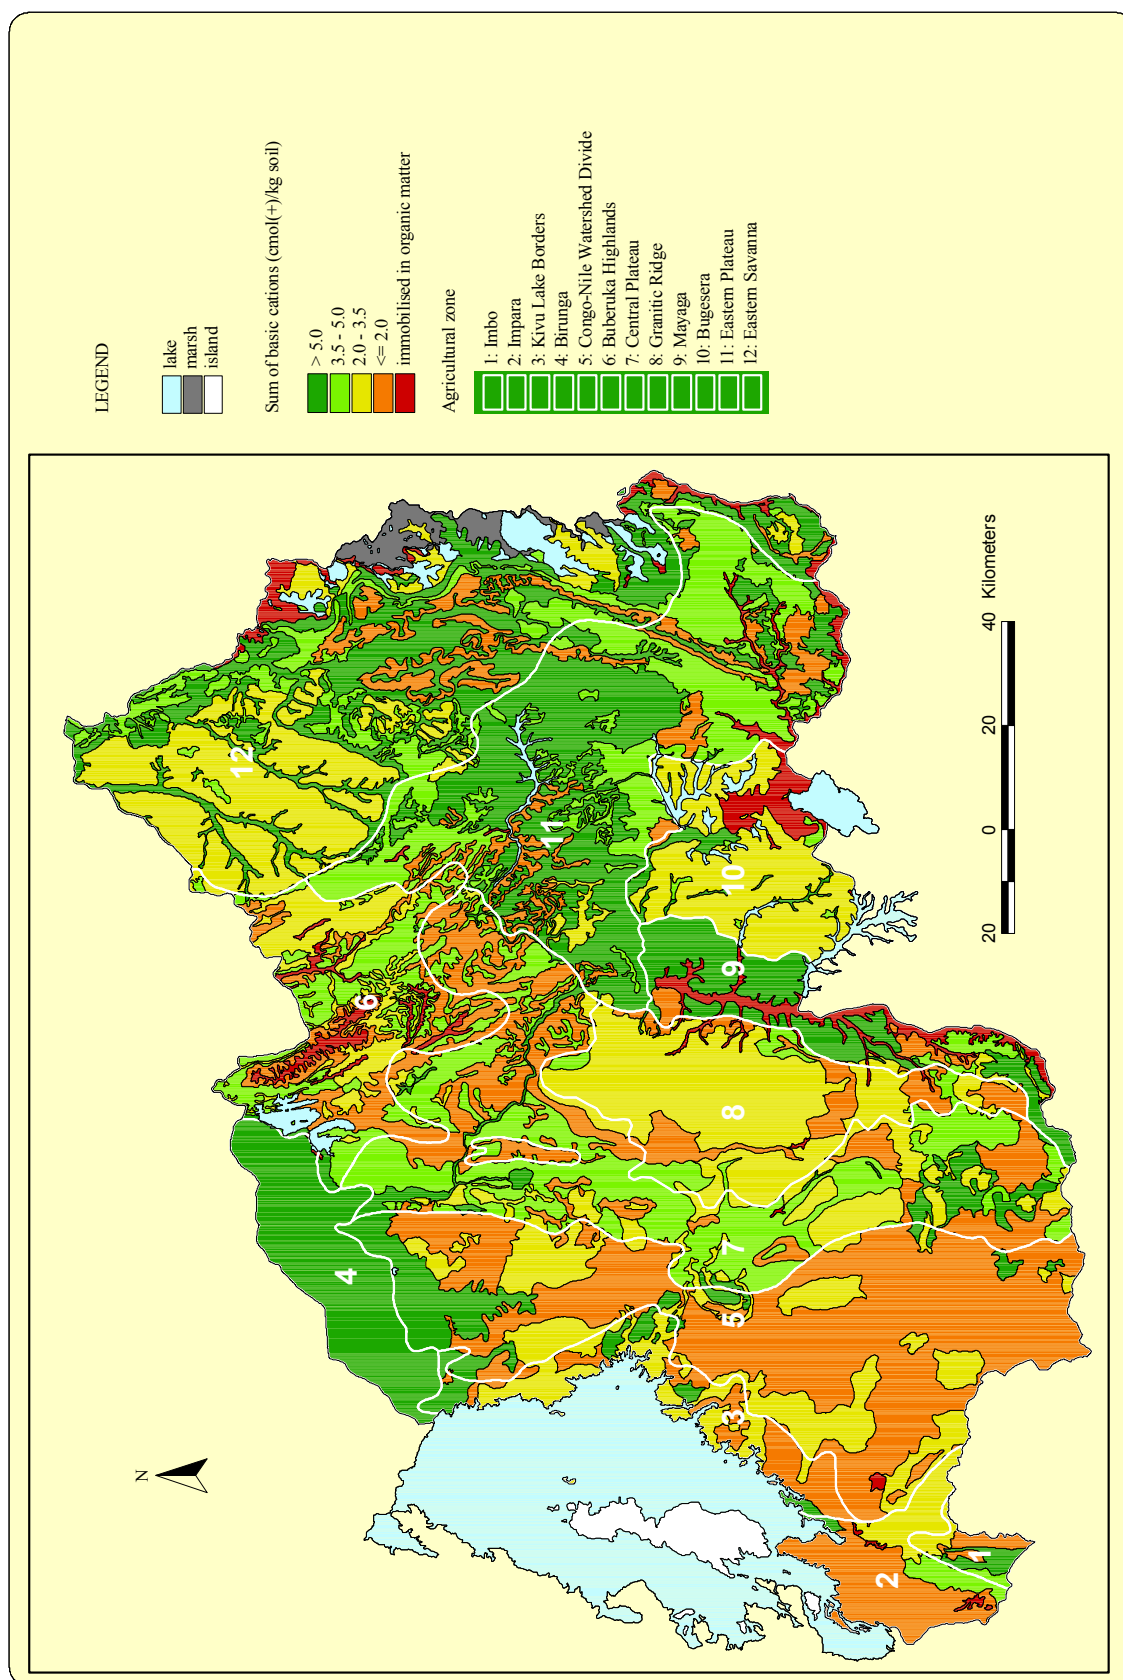 LEGEND
lake
marsh
island
Sum of basic cations (cmol(+)/kg soil)
> 5.0
3.5 - 5.0
2.0 - 3.5
<= 2.0
immobilised in organic matter
Agricultural zone
1: Imbo
2: Impara
3: Kivu Lake Borders
4: Birunga
5: Congo-Nile Watershed Divide
6: Buberuka Highlands
7: Central Plateau
8: Granitic Ridge
9: Mayaga
10: Bugesera
11: Eastern Plateau
12: Eastern Savanna
N
12
6
4
11
10
9
8
7
5
3
2
1
20 0 20 40 Kilometers